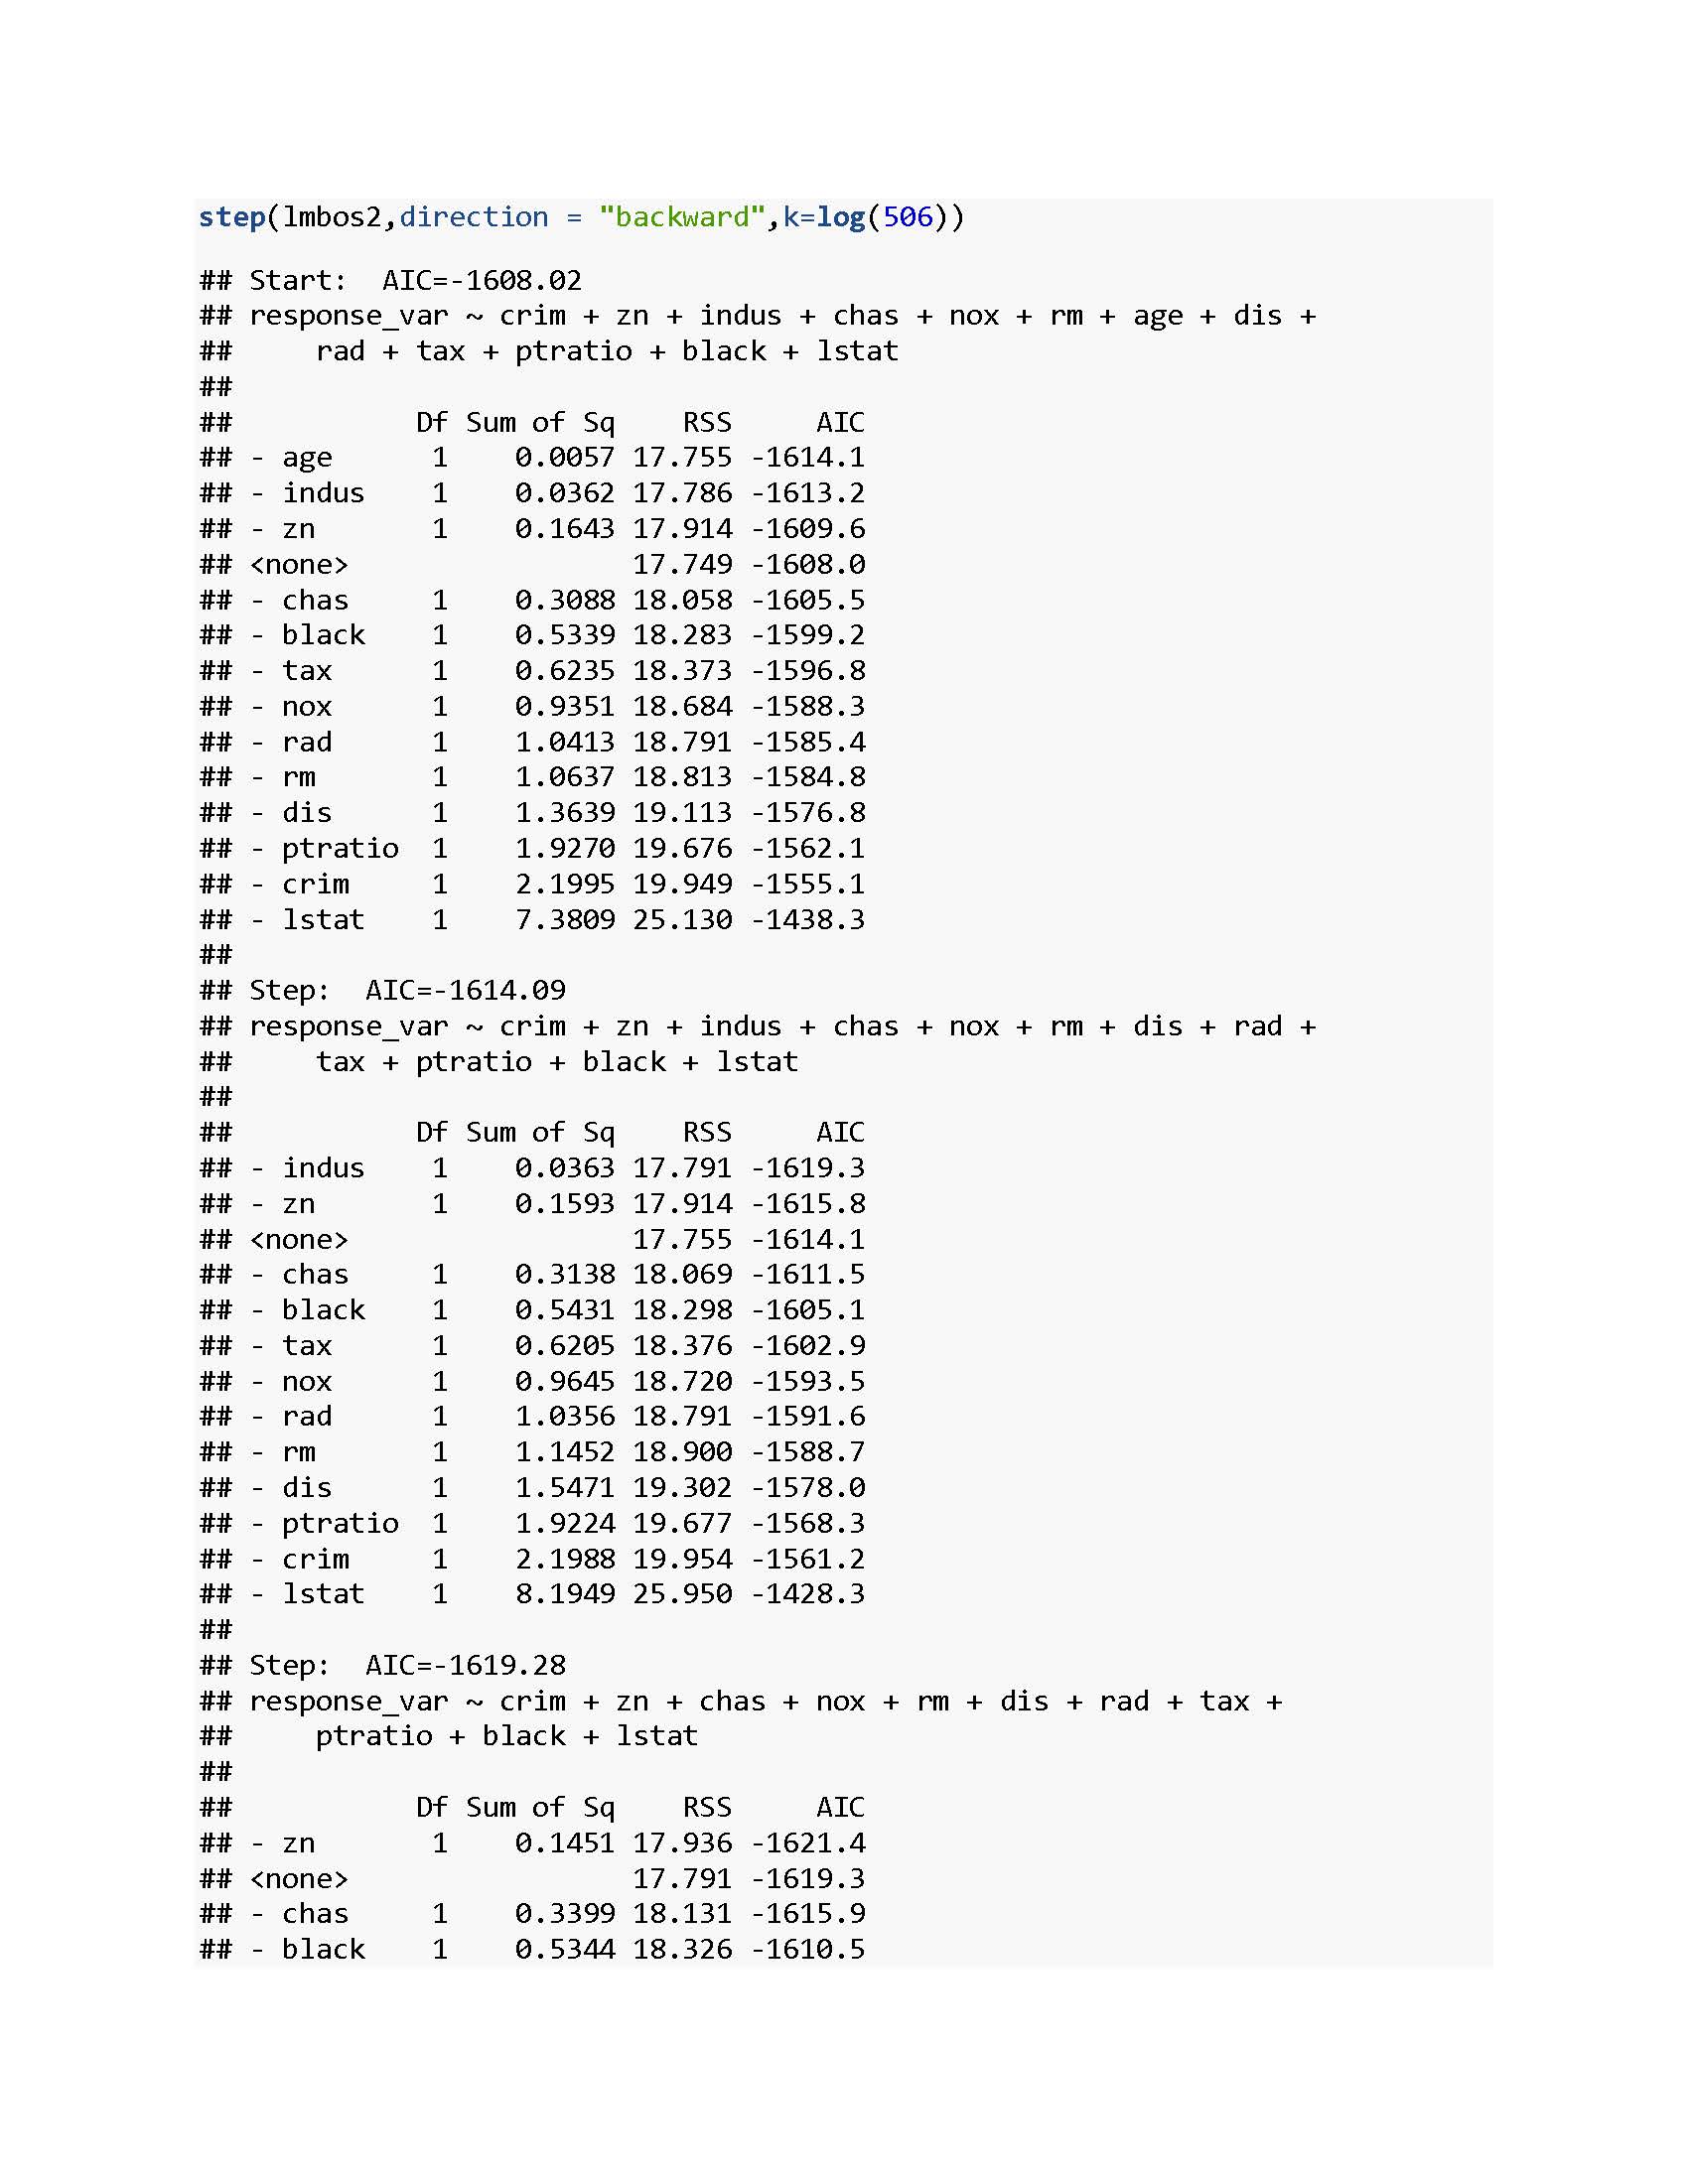 step(lmbos2,direction = "backward",k=log(506))
## Start:  AIC=-1608.02
## response_var ~ crim + zn + indus + chas + nox + rm + age + dis +
##     rad + tax + ptratio + black + lstat
##
##           Df Sum of Sq    RSS     AIC
## - age      1    0.0057 17.755 -1614.1
## - indus    1    0.0362 17.786 -1613.2
## - zn       1    0.1643 17.914 -1609.6
## <none>                 17.749 -1608.0
## - chas     1    0.3088 18.058 -1605.5
## - black    1    0.5339 18.283 -1599.2
## - tax      1    0.6235 18.373 -1596.8
## - nox      1    0.9351 18.684 -1588.3
## - rad      1    1.0413 18.791 -1585.4
## - rm       1    1.0637 18.813 -1584.8
## - dis      1    1.3639 19.113 -1576.8
## - ptratio  1    1.9270 19.676 -1562.1
## - crim     1    2.1995 19.949 -1555.1
## - lstat    1    7.3809 25.130 -1438.3
##
## Step:  AIC=-1614.09
## response_var ~ crim + zn + indus + chas + nox + rm + dis + rad +
##     tax + ptratio + black + lstat
##
##           Df Sum of Sq    RSS     AIC
## - indus    1    0.0363 17.791 -1619.3
## - zn       1    0.1593 17.914 -1615.8
## <none>                 17.755 -1614.1
## - chas     1    0.3138 18.069 -1611.5
## - black    1    0.5431 18.298 -1605.1
## - tax      1    0.6205 18.376 -1602.9
## - nox      1    0.9645 18.720 -1593.5
## - rad      1    1.0356 18.791 -1591.6
## - rm       1    1.1452 18.900 -1588.7
## - dis      1    1.5471 19.302 -1578.0
## - ptratio  1    1.9224 19.677 -1568.3
## - crim     1    2.1988 19.954 -1561.2
## - lstat    1    8.1949 25.950 -1428.3
##
## Step:  AIC=-1619.28
## response_var ~ crim + zn + chas + nox + rm + dis + rad + tax +
##     ptratio + black + lstat
##
##           Df Sum of Sq    RSS     AIC
## - zn       1    0.1451 17.936 -1621.4
## <none>                 17.791 -1619.3
## - chas     1    0.3399 18.131 -1615.9
## - black    1    0.5344 18.326 -1610.5